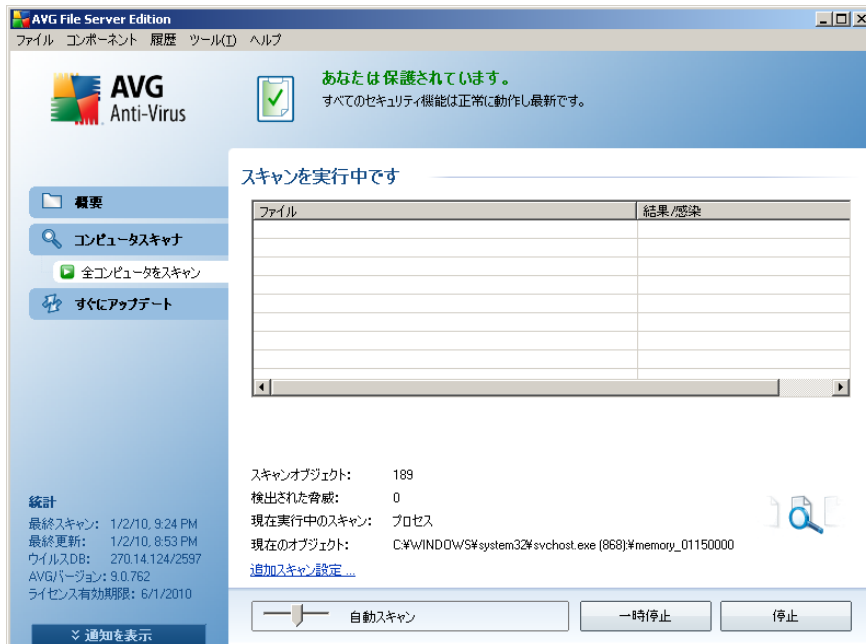 AVG File Server Edition
ファイル コンポーネント 履歴 ツール(I) ヘルプ
AVG
Anti-Virus
あなたは保護されています。
すべてのセキュリティ機能は正常に動作し最新です。
概要
コンピュータスキャナ
全コンピュータをスキャン
すぐにアップデート
スキャンを実行中です
ファイル 結果/感染
スキャンオブジェクト: 189
検出された脅威: 0
現在実行中のスキャン: プロセス
現在のオブジェクト: C:¥WINDOWS¥system32¥svchost.exe (868):¥memory_01150000
追加スキャン設定 ...
統計
最終スキャン: 1/2/10, 9:24 PM
最終更新: 1/2/10, 8:53 PM
ウイルスDB: 270.14.124/2597
AVGバージョン: 9.0.762
ライセンス有効期限: 6/1/2010
通知を表示
自動スキャン 一時停止 停止